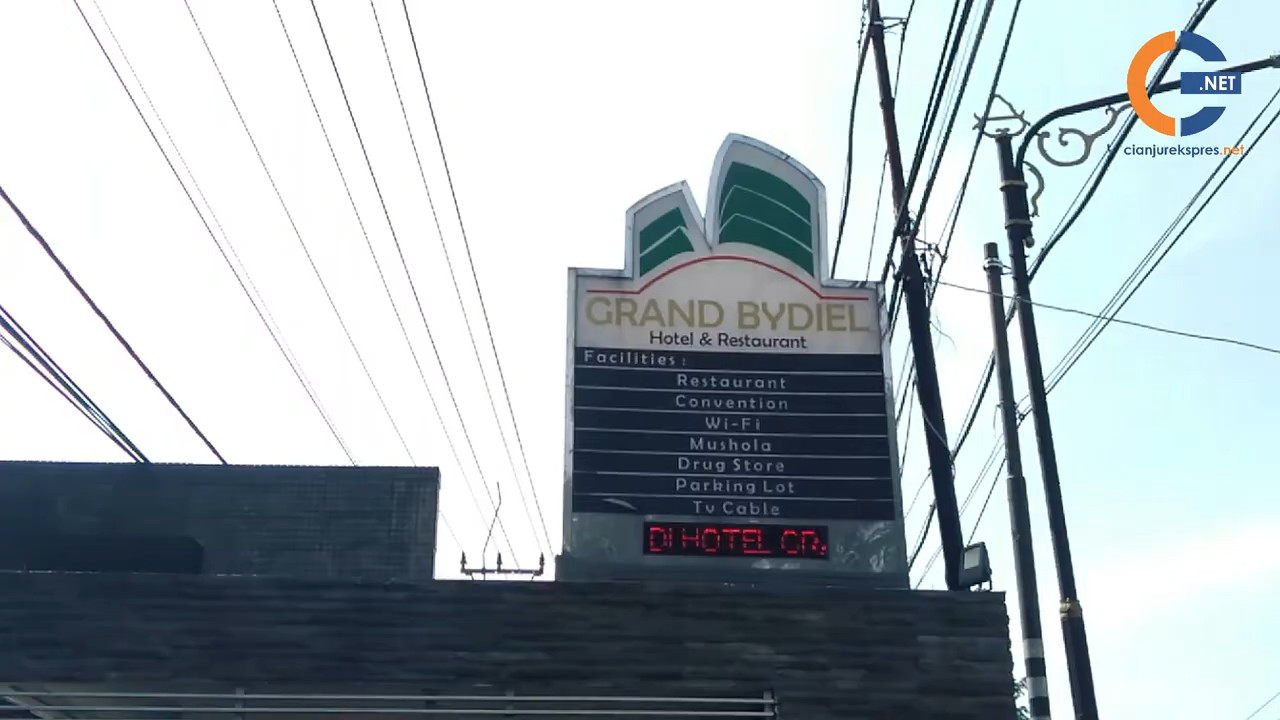 .NET
cianjurekspres.net
GRAND BYDIEL
Hotel & Restaurant
Facilities :
Restaurant
Convention
Wi-Fi
Mushola
Drug Store
Parking Lot
Tv Cable
DI HOTEL